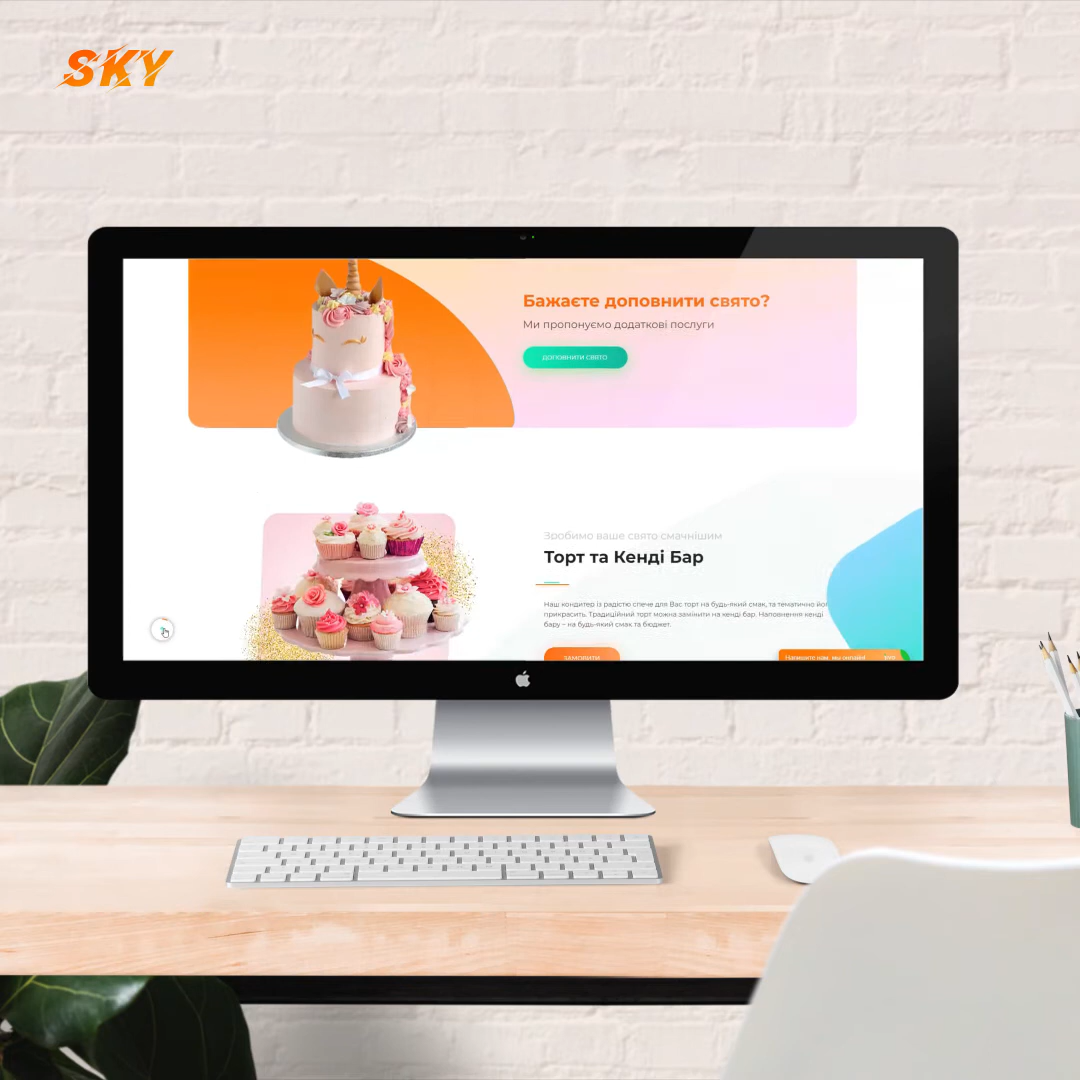 SKY
Бажаєте доповнити свято?
Ми пропонуємо додаткові послуги
ДОПОВНИТИ СВЯТО
Зробимо ваше свято смачнішим
Торт та Кенді Бар
Наш кондитер із радістю спече для Вас торт на будь-який смак, та тематично його
прикрасить. Традиційний торт можна замінити на кенді бар. Наповнення кенді
бару – на будь-який смак та бюджет.
ЗАМОВИТИ
Напишите нам, мы онлайн!